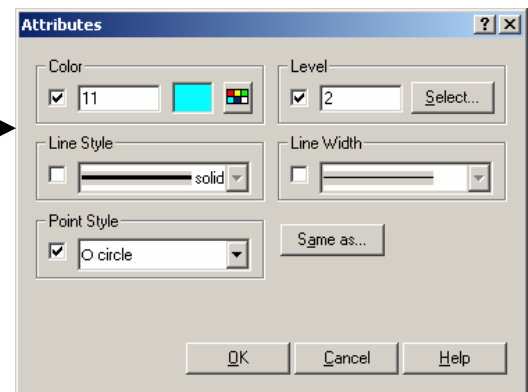 Attributes
Color
11
Level
2
Select...
Line Style
solid
Line Width
Point Style
O circle
Same as...
OK
Cancel
Help